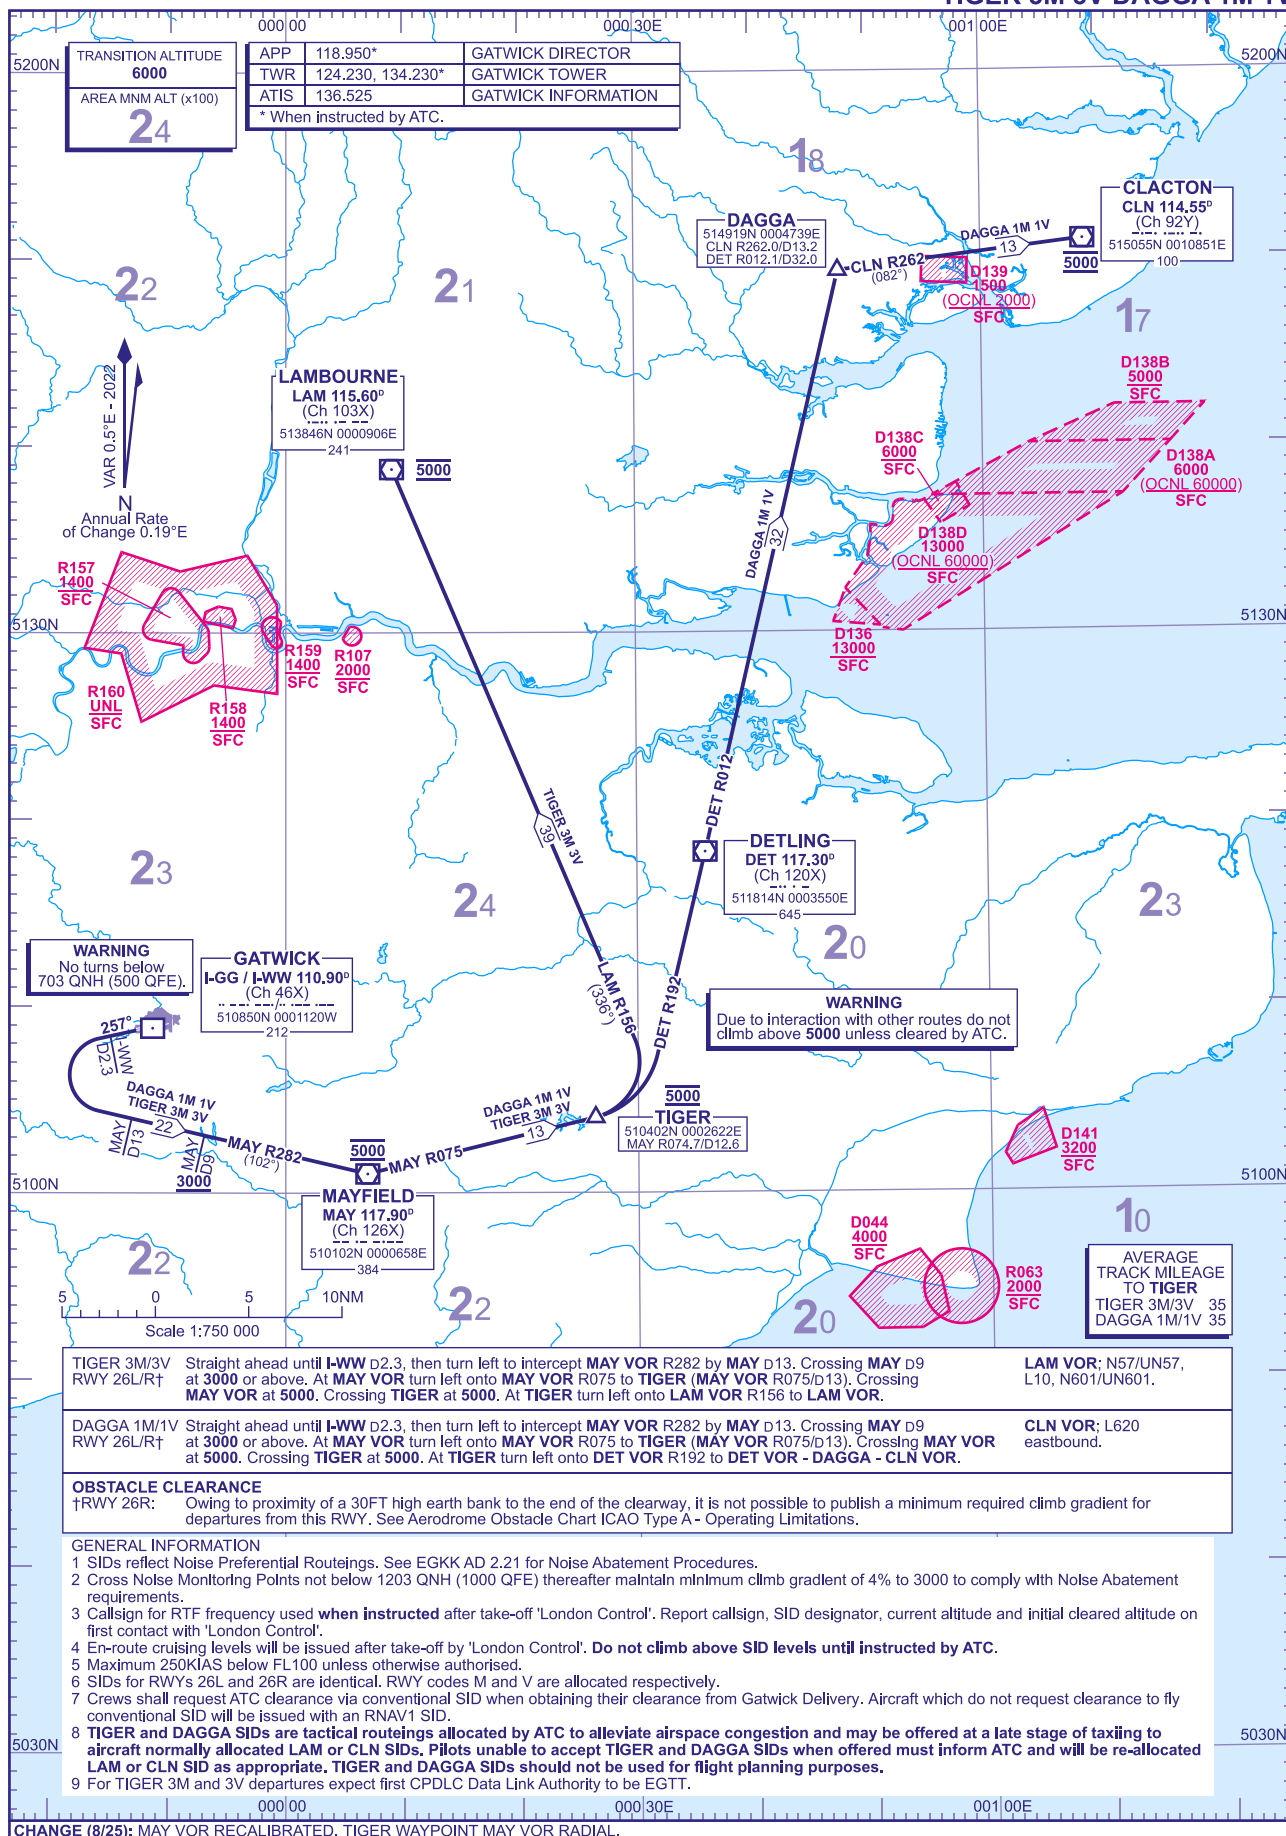 TIGER 3M 3V DAGGA 1M 1V
000 00
000 30E
001 00E
5200N
5200N
TRANSITION ALTITUDE
6000
AREA MNM ALT (x100)
24
APP 118.950* GATWICK DIRECTOR
TWR 124.230, 134.230* GATWICK TOWER
ATIS 136.525 GATWICK INFORMATION
* When instructed by ATC.
18
CLACTON
CLN 114.55D
(Ch 92Y)
515055N 0010851E
100
5000
DAGGA
514919N 0004739E
CLN R262.0/D13.2
DET R012.1/D32.0
DAGGA 1M 1V
13
CLN R262
(082°)
D139
1500
(OCNL 2000)
SFC
22
21
17
VAR 0.5°E - 2022
N
Annual Rate
of Change 0.19°E
LAMBOURNE
LAM 115.60D
(Ch 103X)
513846N 0000906E
241
5000
D138B
5000
SFC
D138C
6000
SFC
D138A
6000
(OCNL 60000)
SFC
D138D
13000
(OCNL 60000)
SFC
D136
13000
SFC
DAGGA 1M 1V
32
R157
1400
SFC
5130N
5130N
R159
1400
SFC
R107
2000
SFC
R160
UNL
SFC
R158
1400
SFC
DET R012
TIGER 3M 3V
39
23
24
DETLING
DET 117.30D
(Ch 120X)
511814N 0003550E
645
20
23
WARNING
No turns below
703 QNH (500 QFE).
GATWICK
I-GG / I-WW 110.90D
(Ch 46X)
510850N 0001120W
212
LAM R156
(336°)
DET R192
WARNING
Due to interaction with other routes do not
climb above 5000 unless cleared by ATC.
257°
I-WW
D2.3
DAGGA 1M 1V
TIGER 3M 3V
22
MAY
D13
MAY
D9
3000
MAY R282
(102°)
5000
MAY R075
DAGGA 1M 1V
TIGER 3M 3V
13
5000
TIGER
510402N 0002622E
MAY R074.7/D12.6
D141
3200
SFC
5100N
5100N
MAYFIELD
MAY 117.90D
(Ch 126X)
510102N 0000658E
384
10
D044
4000
SFC
R063
2000
SFC
22
22
20
AVERAGE
TRACK MILEAGE
TO TIGER
TIGER 3M/3V 35
DAGGA 1M/1V 35
5 0 5 10NM
Scale 1:750 000
TIGER 3M/3V Straight ahead until I-WW D2.3, then turn left to intercept MAY VOR R282 by MAY D13. Crossing MAY D9 LAM VOR; N57/UN57,
RWY 26L/R† at 3000 or above. At MAY VOR turn left onto MAY VOR R075 to TIGER (MAY VOR R075/D13). Crossing L10, N601/UN601.
MAY VOR at 5000. Crossing TIGER at 5000. At TIGER turn left onto LAM VOR R156 to LAM VOR.
DAGGA 1M/1V Straight ahead until I-WW D2.3, then turn left to intercept MAY VOR R282 by MAY D13. Crossing MAY D9 CLN VOR; L620
RWY 26L/R† at 3000 or above. At MAY VOR turn left onto MAY VOR R075 to TIGER (MAY VOR R075/D13). Crossing MAY VOR eastbound.
at 5000. Crossing TIGER at 5000. At TIGER turn left onto DET VOR R192 to DET VOR - DAGGA - CLN VOR.
OBSTACLE CLEARANCE
†RWY 26R: Owing to proximity of a 30FT high earth bank to the end of the clearway, it is not possible to publish a minimum required climb gradient for
departures from this RWY. See Aerodrome Obstacle Chart ICAO Type A - Operating Limitations.
GENERAL INFORMATION
1 SIDs reflect Noise Preferential Routeings. See EGKK AD 2.21 for Noise Abatement Procedures.
2 Cross Noise Monitoring Points not below 1203 QNH (1000 QFE) thereafter maintain minimum climb gradient of 4% to 3000 to comply with Noise Abatement
requirements.
3 Callsign for RTF frequency used when instructed after take-off 'London Control'. Report callsign, SID designator, current altitude and initial cleared altitude on
first contact with 'London Control'.
4 En-route cruising levels will be issued after take-off by 'London Control'. Do not climb above SID levels until instructed by ATC.
5 Maximum 250KIAS below FL100 unless otherwise authorised.
6 SIDs for RWYs 26L and 26R are identical. RWY codes M and V are allocated respectively.
7 Crews shall request ATC clearance via conventional SID when obtaining their clearance from Gatwick Delivery. Aircraft which do not request clearance to fly
conventional SID will be issued with an RNAV1 SID.
8 TIGER and DAGGA SIDs are tactical routeings allocated by ATC to alleviate airspace congestion and may be offered at a late stage of taxiing to
aircraft normally allocated LAM or CLN SIDs. Pilots unable to accept TIGER and DAGGA SIDs when offered must inform ATC and will be re-allocated
LAM or CLN SID as appropriate. TIGER and DAGGA SIDs should not be used for flight planning purposes.
9 For TIGER 3M and 3V departures expect first CPDLC Data Link Authority to be EGTT.
5030N
5030N
000 00
000 30E
001 00E
CHANGE (8/25): MAY VOR RECALIBRATED. TIGER WAYPOINT MAY VOR RADIAL.